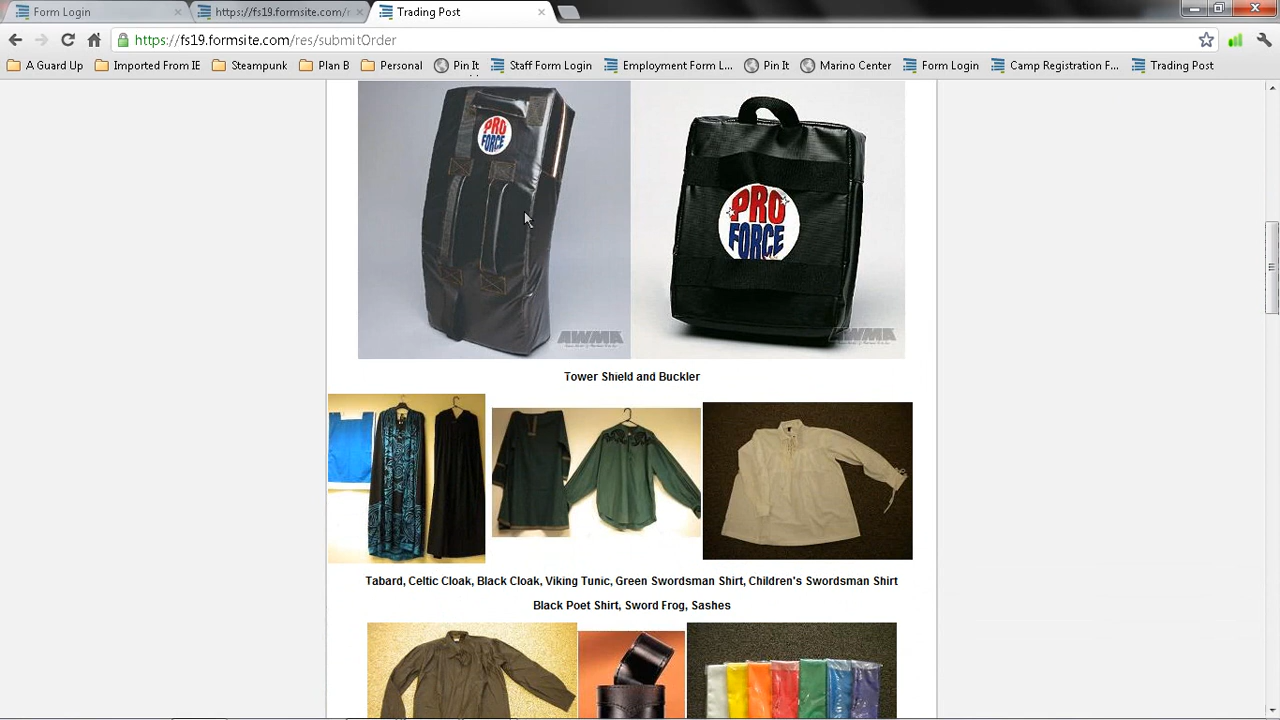 Form Login
https://fs19.formsite.com/r
Trading Post
https://fs19.formsite.com/res/submitOrder
A Guard Up
Imported From IE
Steampunk
Plan B
Personal
Pin It
Staff Form Login
Employment Form L...
Pin It
Marino Center
Form Login
Camp Registration F...
Trading Post
PRO FORCE
AWMA
PRO FORCE
AWMA
Tower Shield and Buckler
Tabard, Celtic Cloak, Black Cloak, Viking Tunic, Green Swordsman Shirt, Children's Swordsman Shirt
Black Poet Shirt, Sword Frog, Sashes